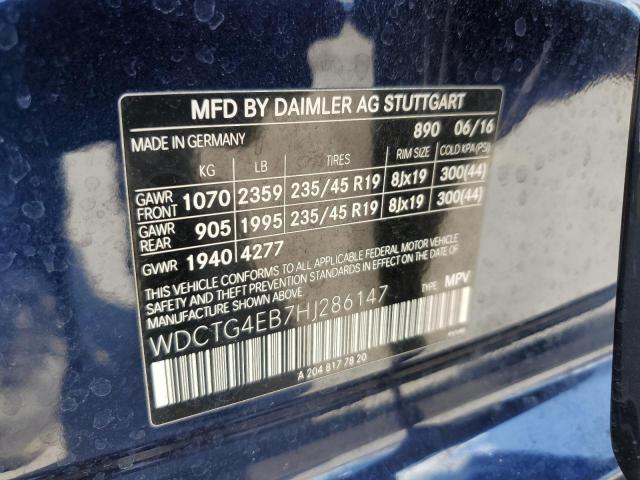 MFD BY DAIMLER AG STUTTGART
MADE IN GERMANY 890 06/16
KG LB TIRES RIM SIZE COLD KPA (PSI)
GAWR FRONT 1070 2359 235/45 R19 8Jx19 300(44)
GAWR REAR 905 1995 235/45 R19 8Jx19 300(44)
GVWR 1940 4277
THIS VEHICLE CONFORMS TO ALL APPLICABLE FEDERAL MOTOR VEHICLE
SAFETY AND THEFT PREVENTION STANDARDS IN EFFECT ON THE DATE OF
MANUFACTURE SHOWN ABOVE.
WDCTG4EB7HJ286147 TYPE MPV
A 204 817 78 20